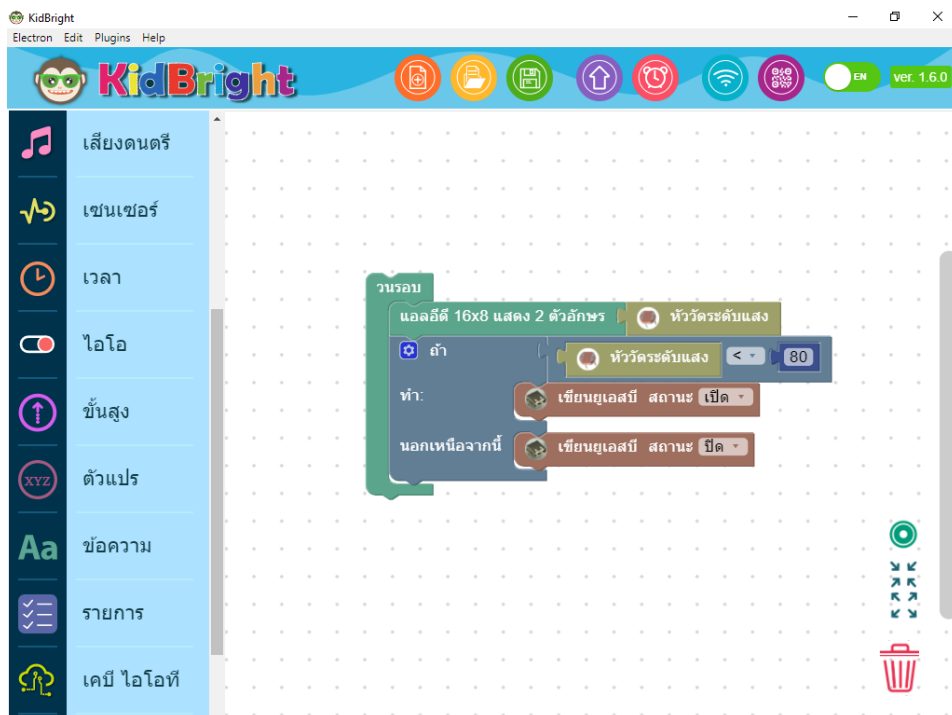 KidBright
Electron Edit Plugins Help
KidBright
EN
ver. 1.6.0
เสียงดนตรี
เซนเซอร์
เวลา
ไอโอ
ขั้นสูง
XYZ ตัวแปร
Aa ข้อความ
รายการ
เคบี ไอโอที
วนรอบ
แอลอีดี 16x8 แสดง 2 ตัวอักษร หัววัดระดับแสง
ถ้า หัววัดระดับแสง < 80
ทำ: เขียนยูเอสบี สถานะ เปิด
นอกเหนือจากนี้ เขียนยูเอสบี สถานะ ปิด